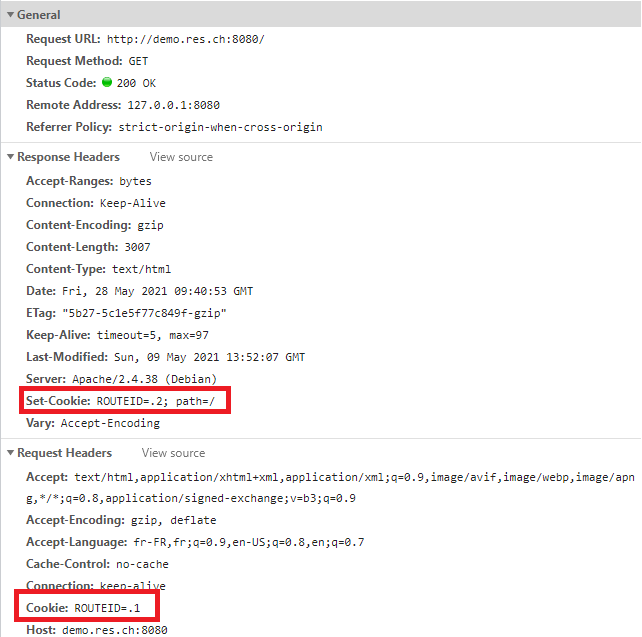 General
Request URL: http://demo.res.ch:8080/
Request Method: GET
Status Code: 200 OK
Remote Address: 127.0.0.1:8080
Referrer Policy: strict-origin-when-cross-origin
Response Headers View source
Accept-Ranges: bytes
Connection: Keep-Alive
Content-Encoding: gzip
Content-Length: 3007
Content-Type: text/html
Date: Fri, 28 May 2021 09:40:53 GMT
ETag: "5b27-5c1e5f77c849f-gzip"
Keep-Alive: timeout=5, max=97
Last-Modified: Sun, 09 May 2021 13:52:07 GMT
Server: Apache/2.4.38 (Debian)
Set-Cookie: ROUTEID=.2; path=/
Vary: Accept-Encoding
Request Headers View source
Accept: text/html,application/xhtml+xml,application/xml;q=0.9,image/avif,image/webp,image/apn
g,*/*;q=0.8,application/signed-exchange;v=b3;q=0.9
Accept-Encoding: gzip, deflate
Accept-Language: fr-FR,fr;q=0.9,en-US;q=0.8,en;q=0.7
Cache-Control: no-cache
Connection: keep-alive
Cookie: ROUTEID=.1
Host: demo.res.ch:8080